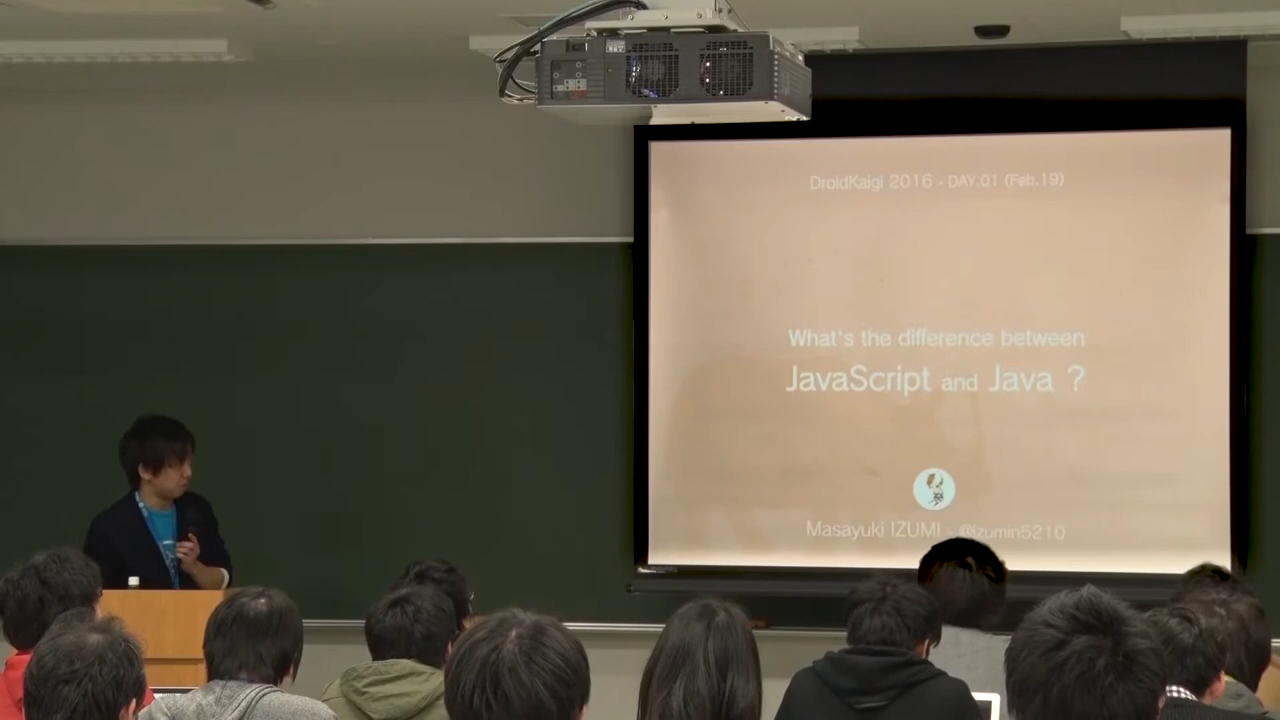 DroidKaigi 2016 - DAY.01 (Feb.19)
What's the difference between
JavaScript and Java ?
Masayuki IZUMI - @izumin5210